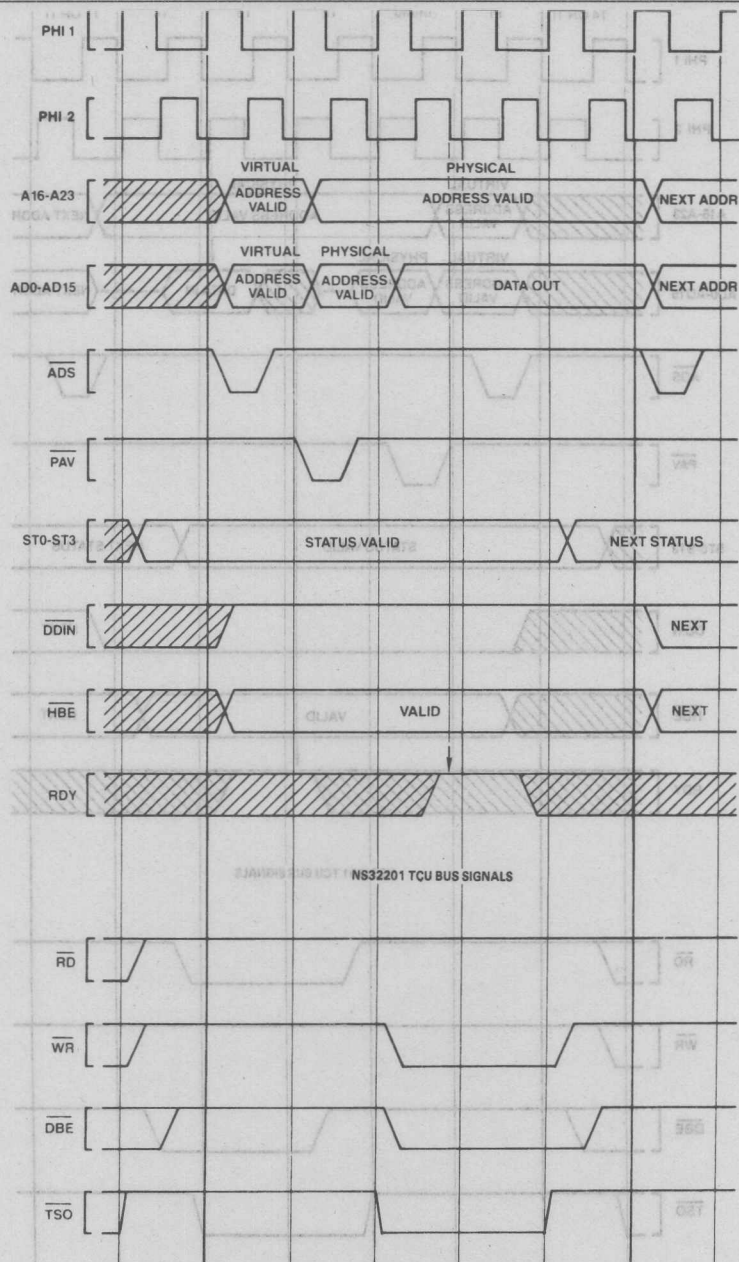 PHI 1
PHI 2
VIRTUAL PHYSICAL
A16-A23 ADDRESS VALID ADDRESS VALID NEXT ADDR
VIRTUAL PHYSICAL
AD0-AD15 ADDRESS VALID ADDRESS VALID DATA OUT NEXT ADDR
ADS
PAV
ST0-ST3 STATUS VALID NEXT STATUS
DDIN NEXT
HBE VALID NEXT
RDY
NS32201 TCU BUS SIGNALS
RD
WR
DBE
TSO